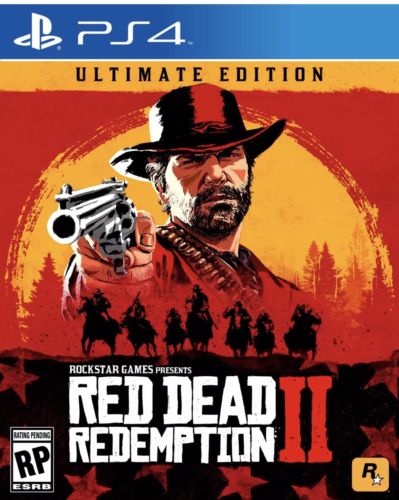 PS4
ULTIMATE EDITION
ROCKSTAR GAMES PRESENTS
RED DEAD
REDEMPTION II
RATING PENDING
RP
ESRB
R